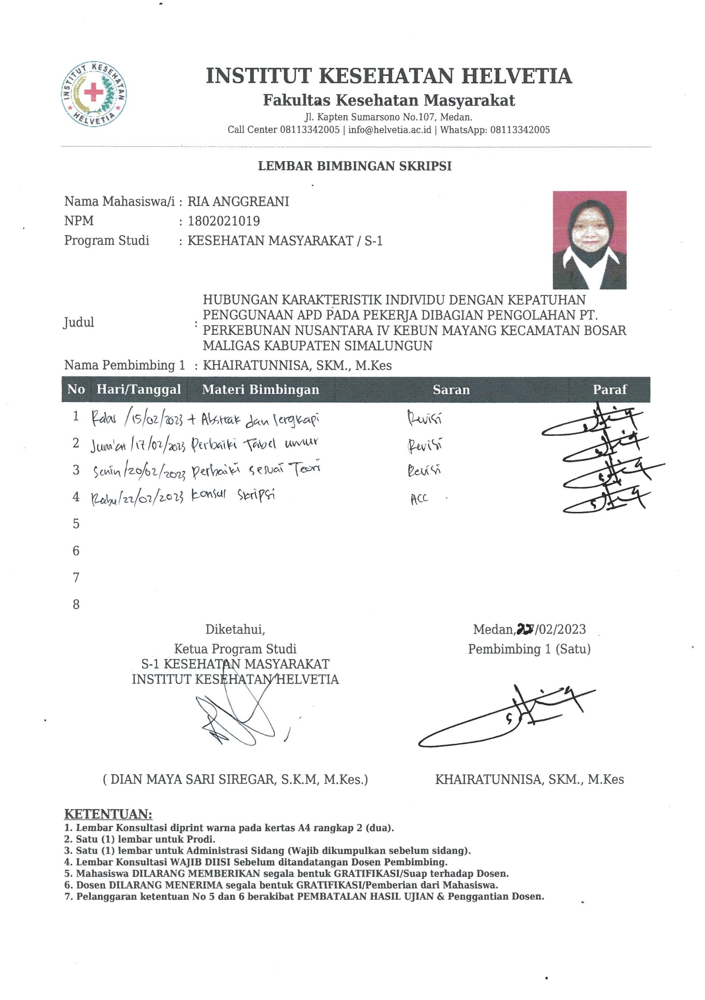 INSTITUT KESEHATAN HELVETIA
INSTITUT KESEHATAN HELVETIA
Fakultas Kesehatan Masyarakat
Jl. Kapten Sumarsono No.107, Medan.
Call Center 08113342005 | info@helvetia.ac.id | WhatsApp: 08113342005
LEMBAR BIMBINGAN SKRIPSI
Nama Mahasiswa/i : RIA ANGGREANI
NPM : 1802021019
Program Studi : KESEHATAN MASYARAKAT / S-1
Judul : HUBUNGAN KARAKTERISTIK INDIVIDU DENGAN KEPATUHAN
PENGGUNAAN APD PADA PEKERJA DIBAGIAN PENGOLAHAN PT.
PERKEBUNAN NUSANTARA IV KEBUN MAYANG KECAMATAN BOSAR
MALIGAS KABUPATEN SIMALUNGUN
Nama Pembimbing 1 : KHAIRATUNNISA, SKM., M.Kes
No Hari/Tanggal Materi Bimbingan Saran Paraf
1 Rabu /15/02/2023 + Abstrak dan lengkapi Revisi
2 Jum'at /17/02/2023 Perbaiki Tabel umur Revisi
3 Senin/20/02/2023 Perbaiki sesuai Teori Revisi
4 Rabu/22/02/2023 konsul skripsi ACC
5
6
7
8
Diketahui, Medan, 22/02/2023
Ketua Program Studi Pembimbing 1 (Satu)
S-1 KESEHATAN MASYARAKAT
INSTITUT KESEHATAN HELVETIA
( DIAN MAYA SARI SIREGAR, S.K.M, M.Kes.) KHAIRATUNNISA, SKM., M.Kes
KETENTUAN:
1. Lembar Konsultasi diprint warna pada kertas A4 rangkap 2 (dua).
2. Satu (1) lembar untuk Prodi.
3. Satu (1) lembar untuk Administrasi Sidang (Wajib dikumpulkan sebelum sidang).
4. Lembar Konsultasi WAJIB DIISI Sebelum ditandatangan Dosen Pembimbing.
5. Mahasiswa DILARANG MEMBERIKAN segala bentuk GRATIFIKASI/Suap terhadap Dosen.
6. Dosen DILARANG MENERIMA segala bentuk GRATIFIKASI/Pemberian dari Mahasiswa.
7. Pelanggaran ketentuan No 5 dan 6 berakibat PEMBATALAN HASIL UJIAN & Penggantian Dosen.